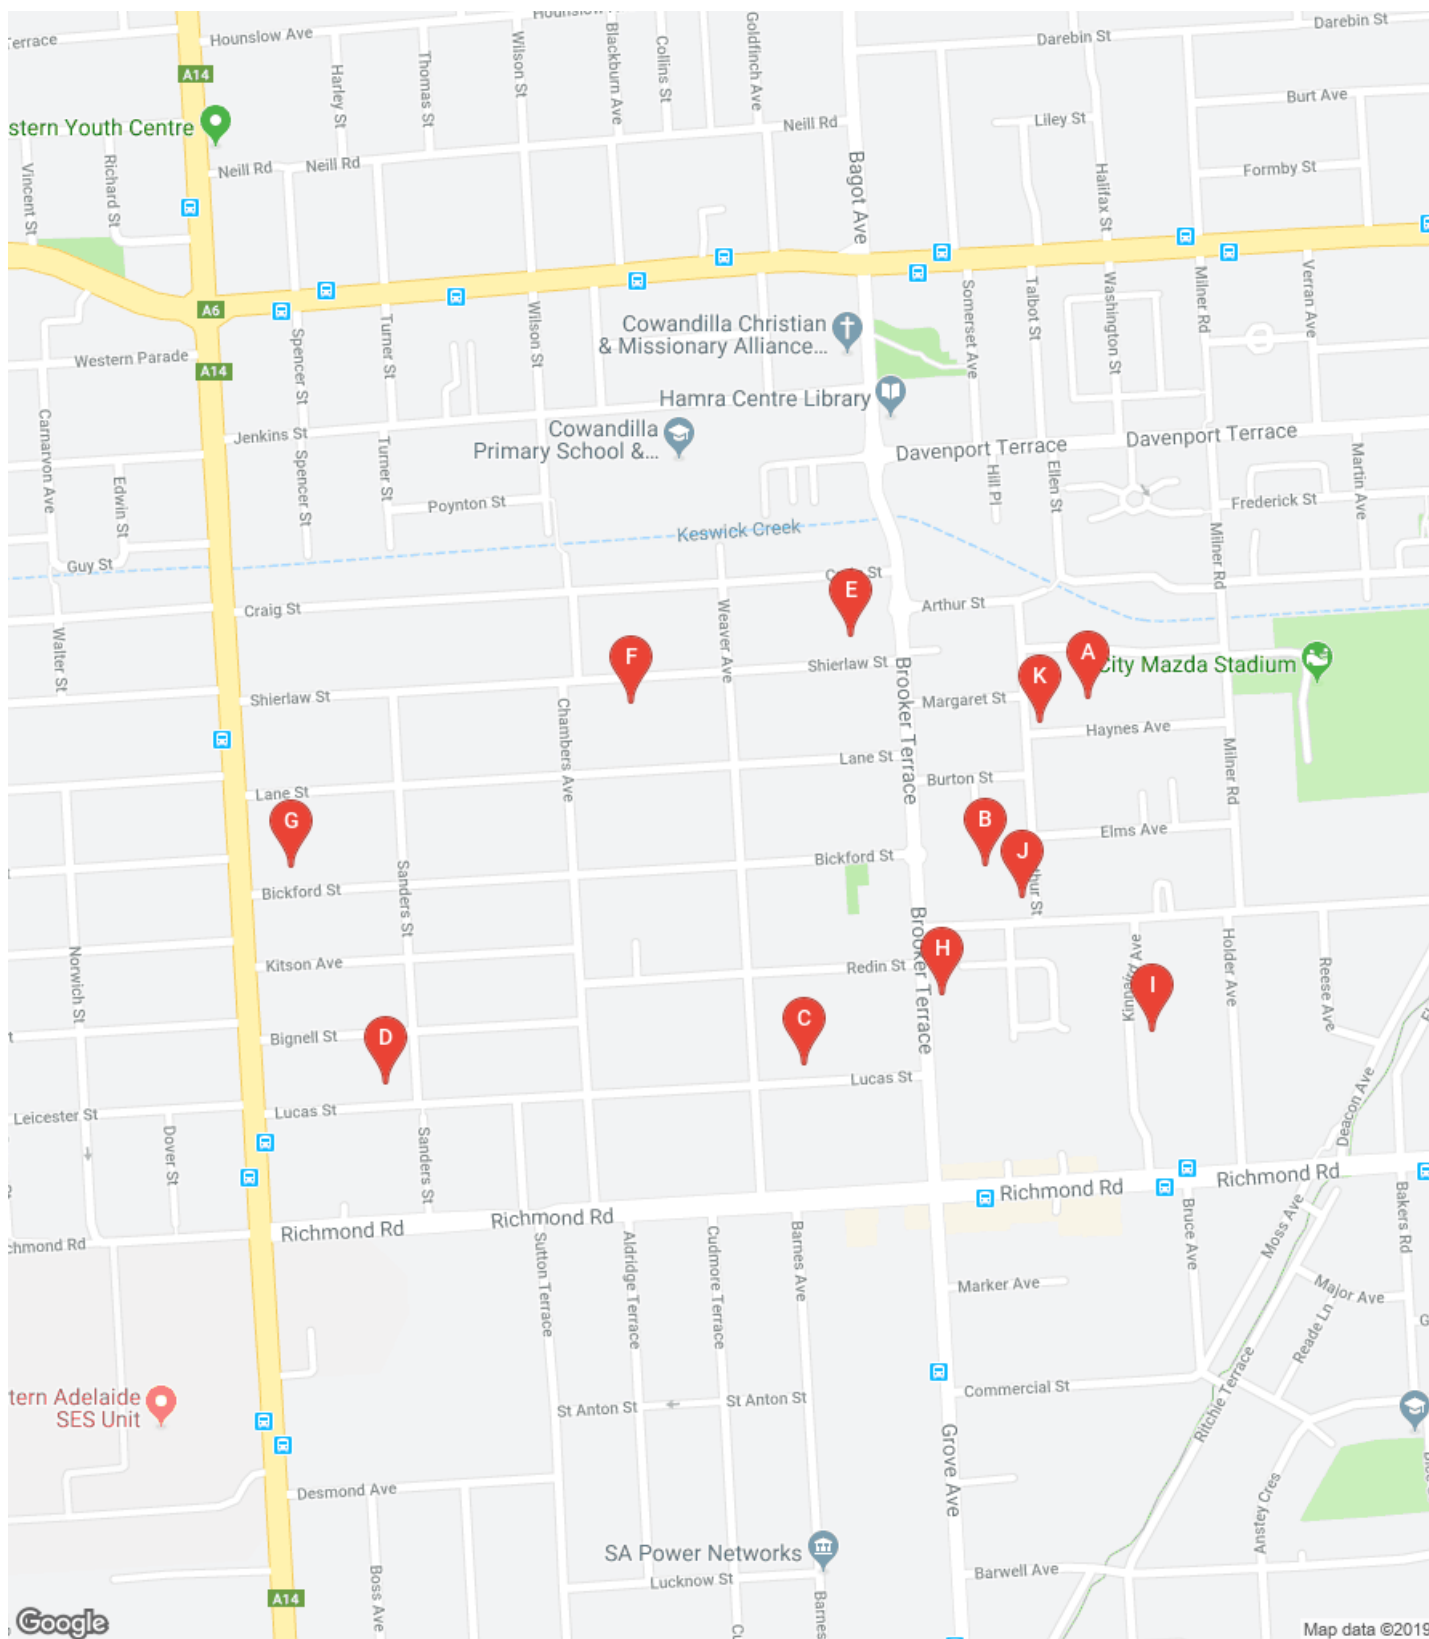 Hounslow Ave
Darebin St
Darebin St
A14
Harley St
Thomas St
Wilson St
Blackburn Ave
Collins St
Goldfinch Ave
Burt Ave
Liley St
Neill Rd
Neill Rd
Neill Rd
Vincent St
Richard St
Bagot Ave
Halifax St
Formby St
A6
Western Parade
A14
Spencer St
Turner St
Wilson St
Cowandilla Christian
& Missionary Alliance...
Somerset Ave
Talbot St
Washington St
Milner Rd
Verran Ave
Hamra Centre Library
Jenkins St
Cowandilla
Primary School &...
Davenport Terrace
Davenport Terrace
Carnarvon Ave
Edwin St
Spencer St
Turner St
Poynton St
Hill Pl
Ellen St
Frederick St
Martin Ave
Keswick Creek
Milner Rd
Guy St
Craig St
Arthur St
E
Walter St
Weaver Ave
F
Shierlaw St
Shierlaw St
Brooker Terrace
K
A
City Mazda Stadium
Margaret St
Haynes Ave
Chambers Ave
Lane St
Lane St
Burton St
Milner Rd
G
B
J
Elms Ave
Bickford St
Bickford St
Sanders St
Brooker Terrace
H
Redin St
Kitson Ave
Norwich St
Kinnaird Ave
I
Holder Ave
Reese Ave
Bignell St
D
C
Lucas St
Lucas St
Leicester St
Dover St
Sanders St
Deacon Ave
Richmond Rd
Richmond Rd
Richmond Rd
Richmond Rd
Sutton Terrace
Aldridge Terrace
Cudmore Terrace
Barnes Ave
Bruce Ave
Moss Ave
Bakers Rd
Marker Ave
Major Ave
Reade Ln
Ritchie Terrace
Commercial St
SES Unit
St Anton St
St Anton St
Grove Ave
Desmond Ave
Anstey Cres
SA Power Networks
Boss Ave
Lucknow St
Barwell Ave
A14
Barnes
Google
Map data ©2019